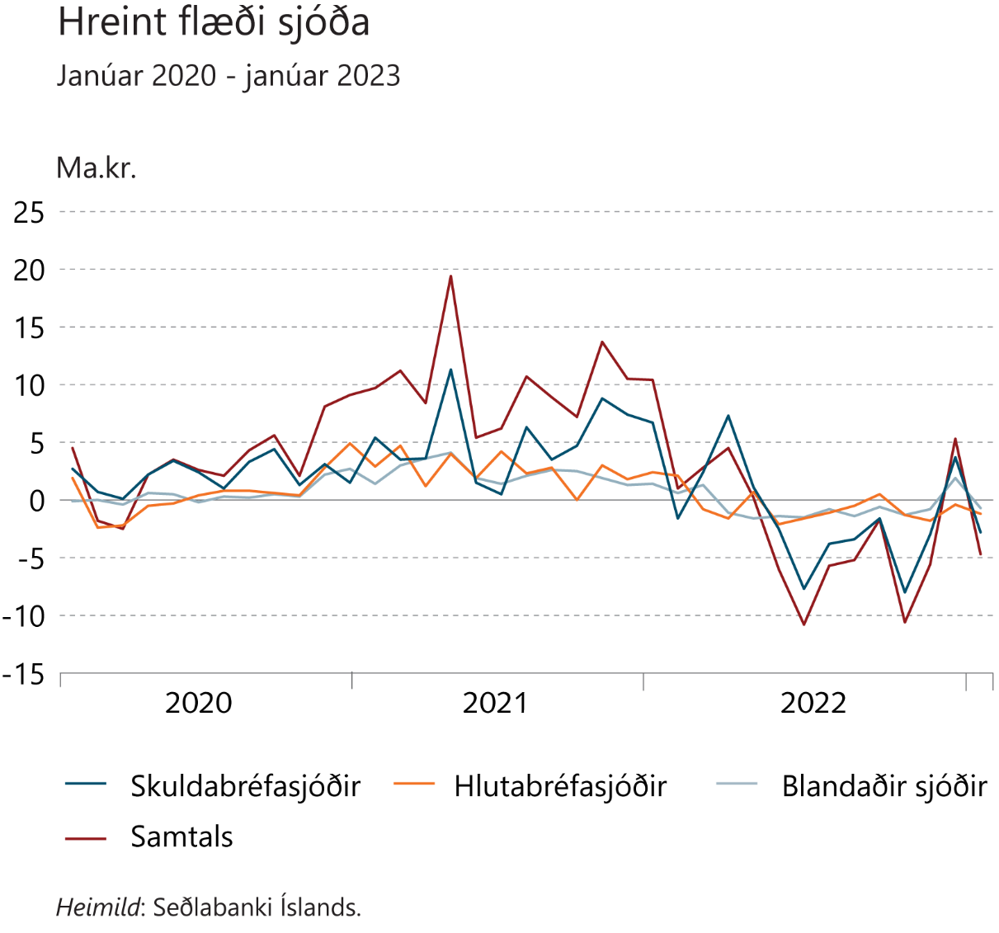 Hreint flæði sjóða
Janúar 2020 - janúar 2023
Ma.kr.
25
20
15
10
5
0
-5
-10
-15
2020 2021 2022
Skuldabréfasjóðir Hlutabréfasjóðir Blandaðir sjóðir
Samtals
Heimild: Seðlabanki Íslands.